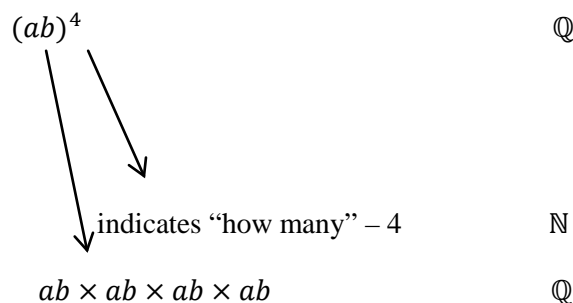 (𝑎𝑏)⁴ ℚ
indicates “how many” – 4 ℕ
𝑎𝑏 × 𝑎𝑏 × 𝑎𝑏 × 𝑎𝑏 ℚ